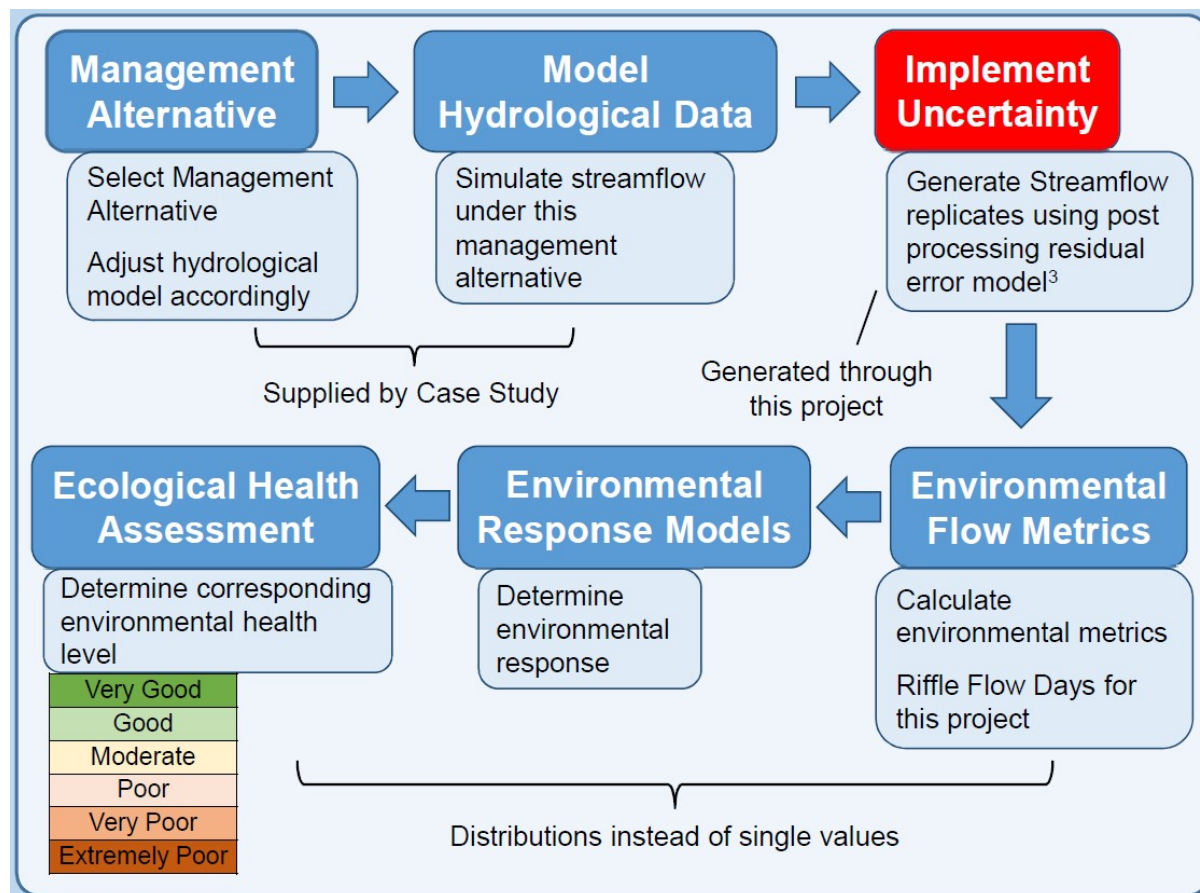 Management
Alternative
Select Management
Alternative
Adjust hydrological
model accordingly
Model
Hydrological Data
Simulate streamflow
under this
management
alternative
Implement
Uncertainty
Generate Streamflow
replicates using post
processing residual
error model³
Supplied by Case Study
Generated through
this project
Environmental
Flow Metrics
Calculate
environmental metrics
Riffle Flow Days for
this project
Environmental
Response Models
Determine
environmental
response
Ecological Health
Assessment
Determine corresponding
environmental health
level
Very Good
Good
Moderate
Poor
Very Poor
Extremely Poor
Distributions instead of single values